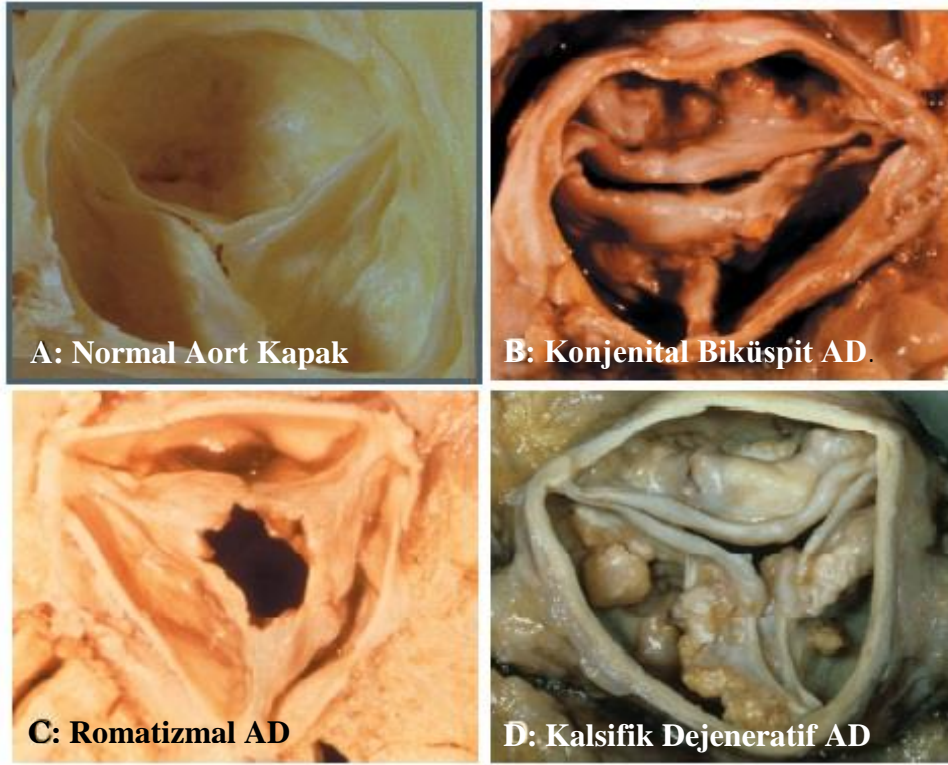 A: Normal Aort Kapak
B: Konjenital Biküspit AD.
C: Romatizmal AD
D: Kalsifik Dejeneratif AD